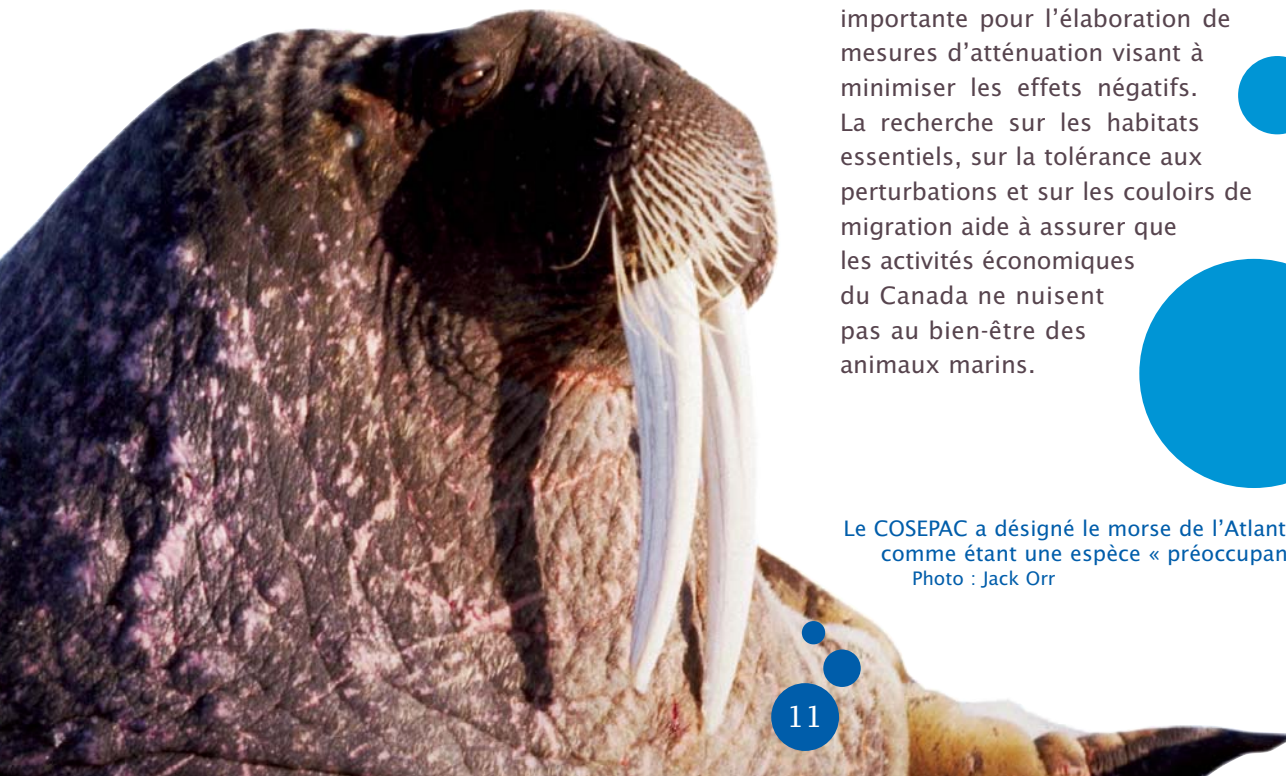 importante pour l’élaboration de
mesures d’atténuation visant à
minimiser les effets négatifs.
La recherche sur les habitats
essentiels, sur la tolérance aux
perturbations et sur les couloirs de
migration aide à assurer que
les activités économiques
du Canada ne nuisent
pas au bien-être des
animaux marins.
Le COSEPAC a désigné le morse de l’Atlant
comme étant une espèce « préoccupan
Photo : Jack Orr
11